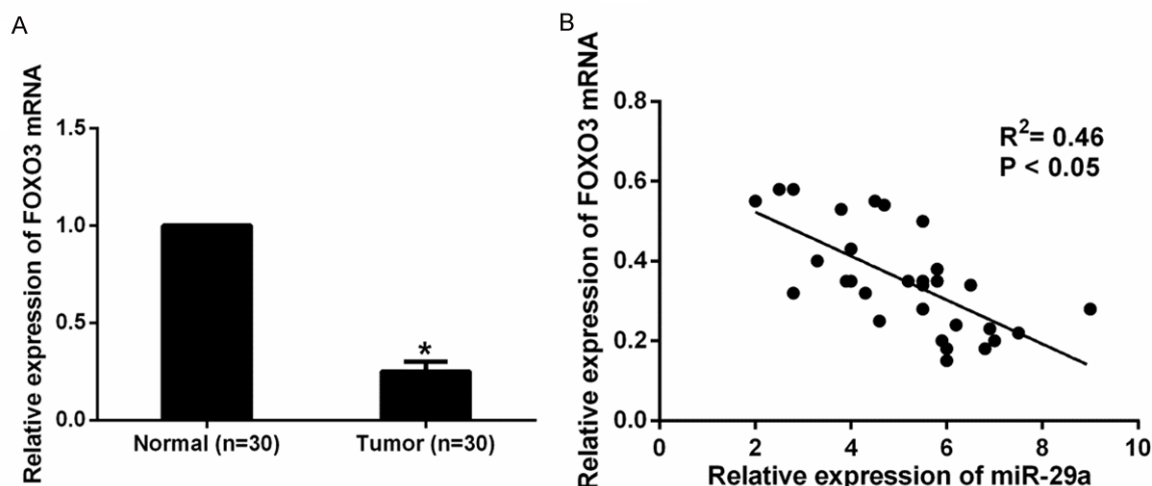 A
Relative expression of FOXO3 mRNA
1.5
1.0
0.5
0.0
*
Normal (n=30)
Tumor (n=30)
B
Relative expression of FOXO3 mRNA
0.8
0.6
0.4
0.2
0.0
R²= 0.46
P < 0.05
0 2 4 6 8 10
Relative expression of miR-29a